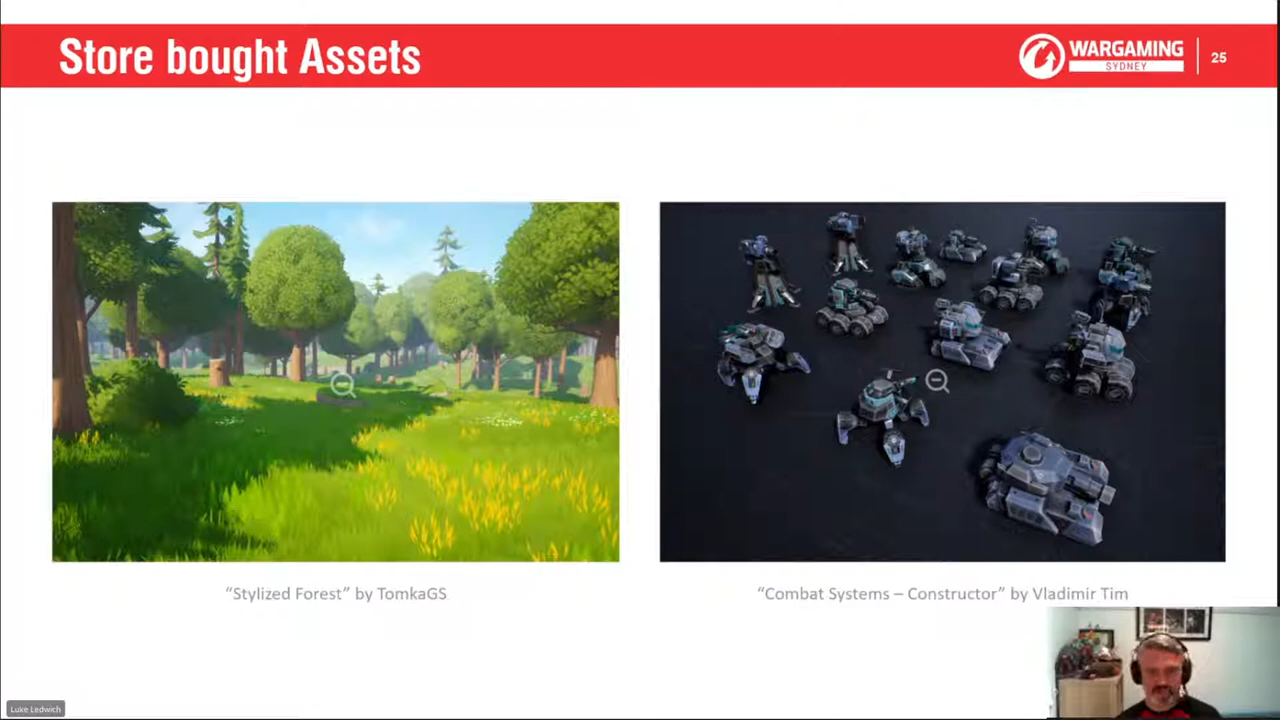 Store bought Assets
WARGAMING
SYDNEY
25
“Stylized Forest” by TomkaGS
“Combat Systems – Constructor” by Vladimir Tim
Luke Ledwich